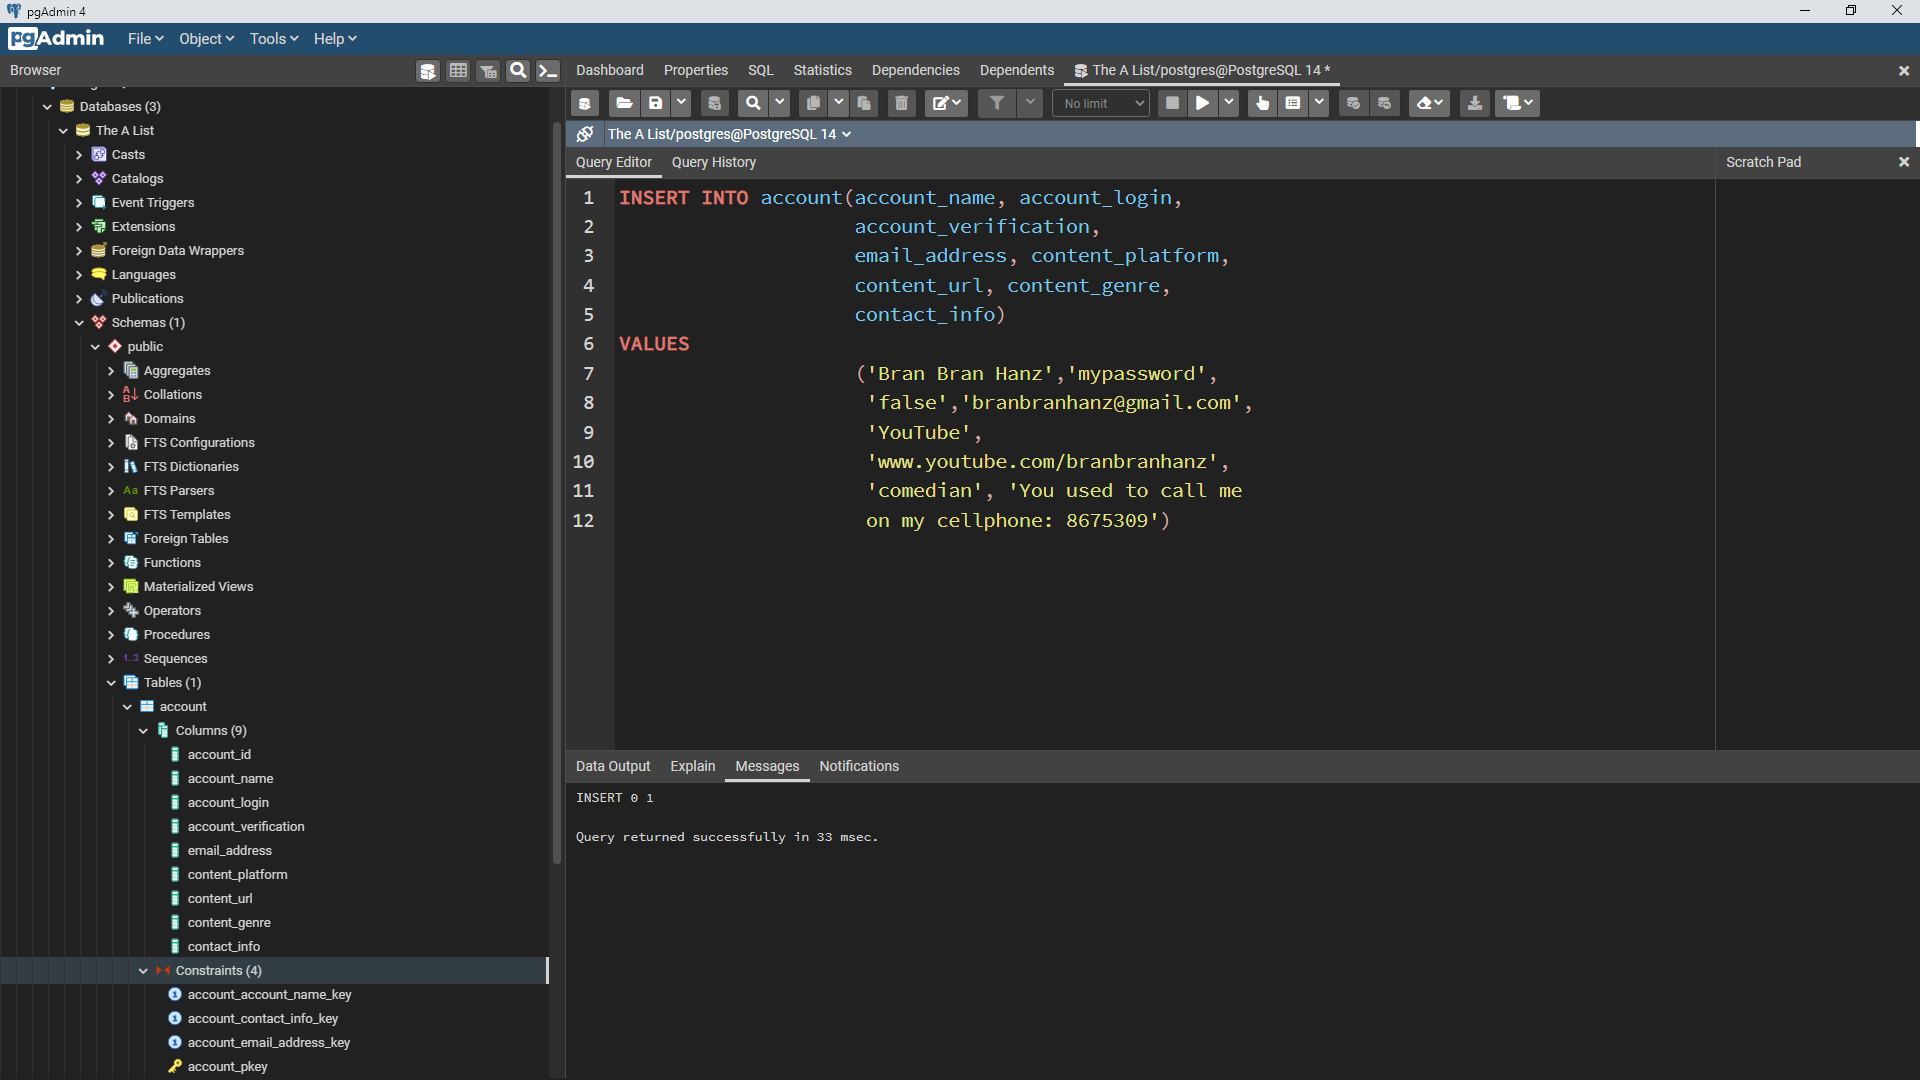 pgAdmin 4
pgAdmin File Object Tools Help
Browser
Dashboard Properties SQL Statistics Dependencies Dependents The A List/postgres@PostgreSQL 14 *
No limit
The A List/postgres@PostgreSQL 14
Query Editor Query History
Scratch Pad
Databases (3)
The A List
Casts
Catalogs
Event Triggers
Extensions
Foreign Data Wrappers
Languages
Publications
Schemas (1)
public
Aggregates
Collations
Domains
FTS Configurations
FTS Dictionaries
Aa FTS Parsers
FTS Templates
Foreign Tables
Functions
Materialized Views
Operators
Procedures
1..3 Sequences
Tables (1)
account
Columns (9)
account_id
account_name
account_login
account_verification
email_address
content_platform
content_url
content_genre
contact_info
Constraints (4)
account_account_name_key
account_contact_info_key
account_email_address_key
account_pkey
1 INSERT INTO account(account_name, account_login,
2 account_verification,
3 email_address, content_platform,
4 content_url, content_genre,
5 contact_info)
6 VALUES
7 ('Bran Bran Hanz','mypassword',
8 'false','branbranhanz@gmail.com',
9 'YouTube',
10 'www.youtube.com/branbranhanz',
11 'comedian', 'You used to call me
12 on my cellphone: 8675309')
Data Output Explain Messages Notifications
INSERT 0 1
Query returned successfully in 33 msec.